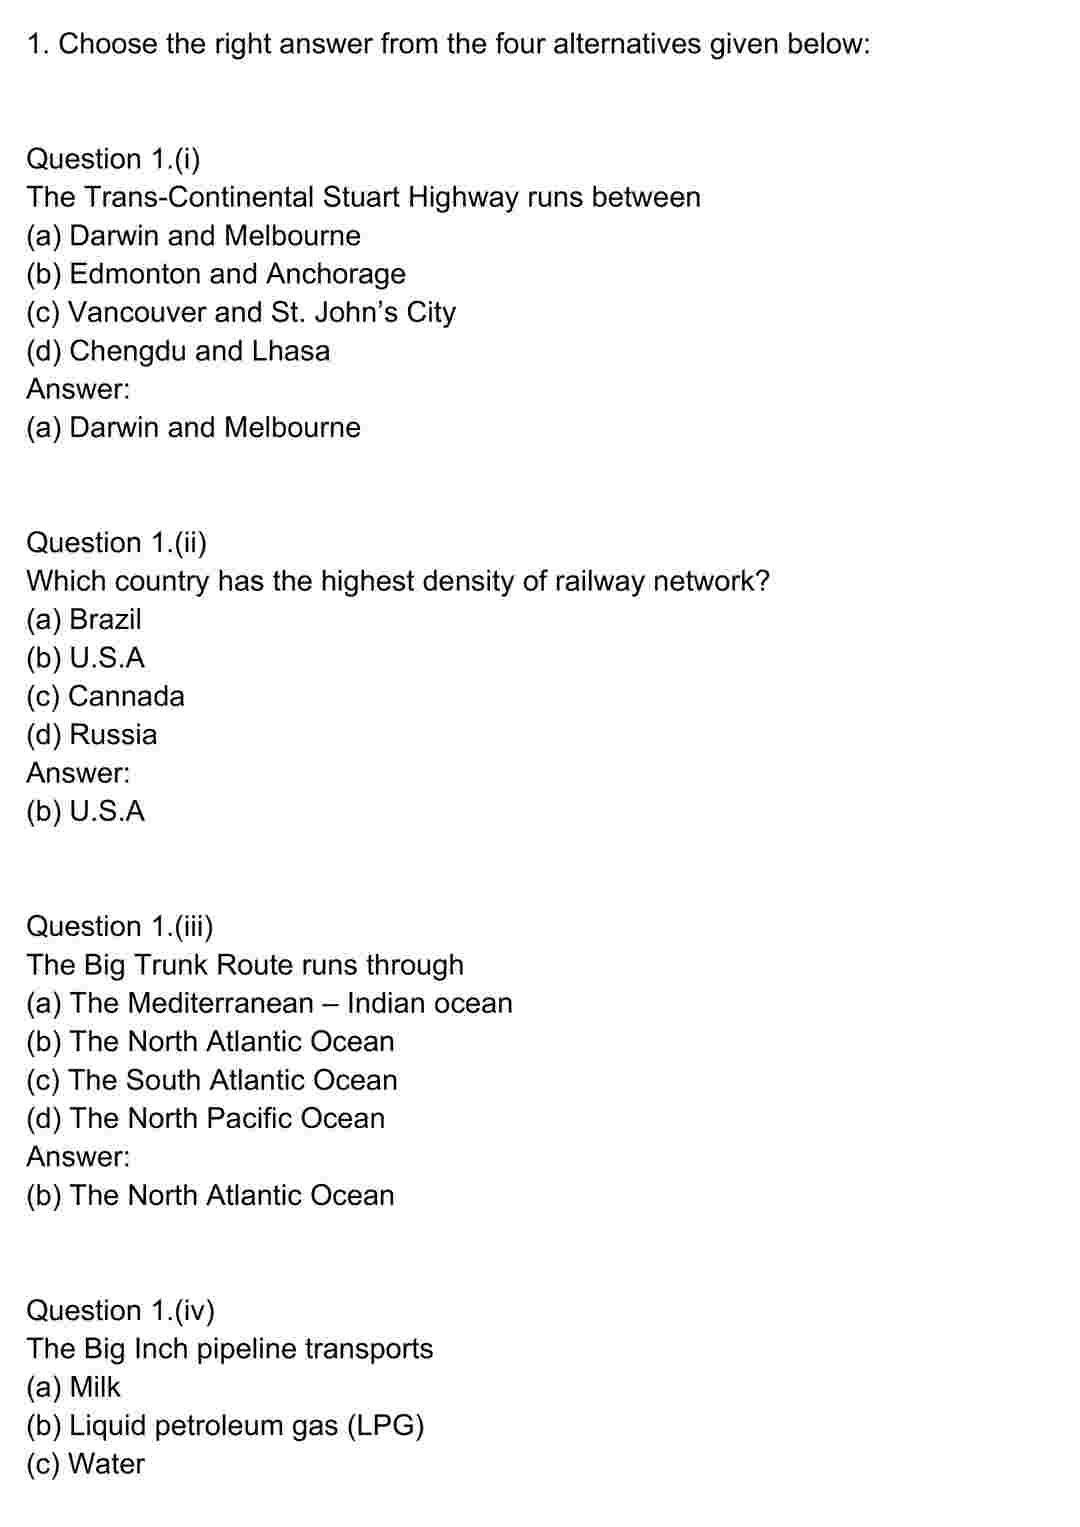 1. Choose the right answer from the four alternatives given below:
Question 1.(i)
The Trans-Continental Stuart Highway runs between
(a) Darwin and Melbourne
(b) Edmonton and Anchorage
(c) Vancouver and St. John’s City
(d) Chengdu and Lhasa
Answer:
(a) Darwin and Melbourne
Question 1.(ii)
Which country has the highest density of railway network?
(a) Brazil
(b) U.S.A
(c) Cannada
(d) Russia
Answer:
(b) U.S.A
Question 1.(iii)
The Big Trunk Route runs through
(a) The Mediterranean – Indian ocean
(b) The North Atlantic Ocean
(c) The South Atlantic Ocean
(d) The North Pacific Ocean
Answer:
(b) The North Atlantic Ocean
Question 1.(iv)
The Big Inch pipeline transports
(a) Milk
(b) Liquid petroleum gas (LPG)
(c) Water